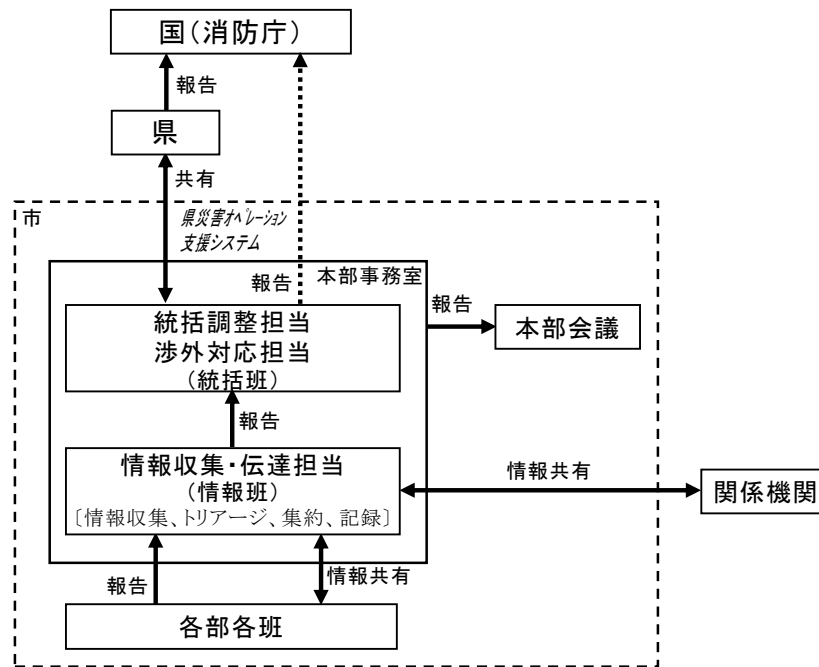 国(消防庁)
報告
県
共有
市
県災害オペレーション
支援システム
本部事務室
報告
報告
統括調整担当
渉外対応担当
(統括班)
本部会議
報告
情報収集・伝達担当
(情報班)
〔情報収集、トリアージ、集約、記録〕
情報共有
関係機関
報告
情報共有
各部各班